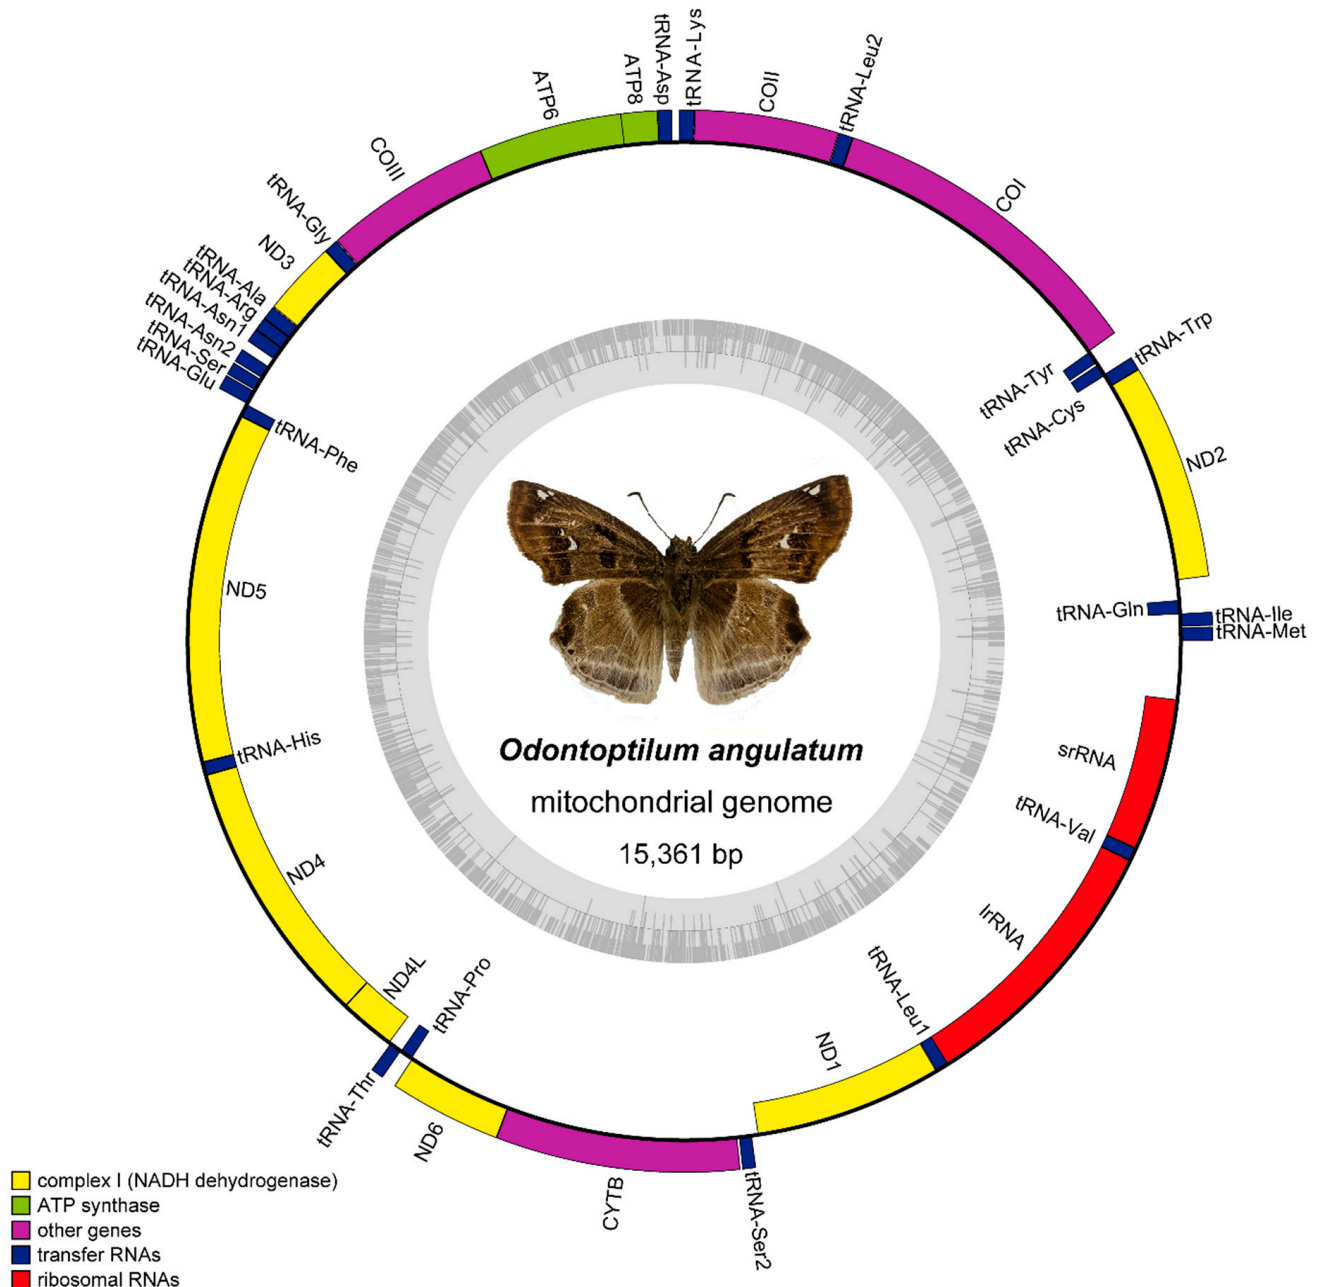 tRNA-Asp
tRNA-Lys
COII
tRNA-Leu2
COI
tRNA-Trp
tRNA-Tyr
tRNA-Cys
ND2
tRNA-Gln
tRNA-Ile
tRNA-Met
srRNA
tRNA-Val
lrRNA
tRNA-Leu1
ND1
tRNA-Ser2
CYTB
ND6
tRNA-Thr
tRNA-Pro
ND4L
ND4
tRNA-His
ND5
tRNA-Phe
tRNA-Glu
tRNA-Ser
tRNA-Asn2
tRNA-Asn1
tRNA-Arg
tRNA-Ala
ND3
tRNA-Gly
COIII
ATP6
ATP8
Odontoptilum angulatum
mitochondrial genome
15,361 bp
complex I (NADH dehydrogenase)
ATP synthase
other genes
transfer RNAs
ribosomal RNAs